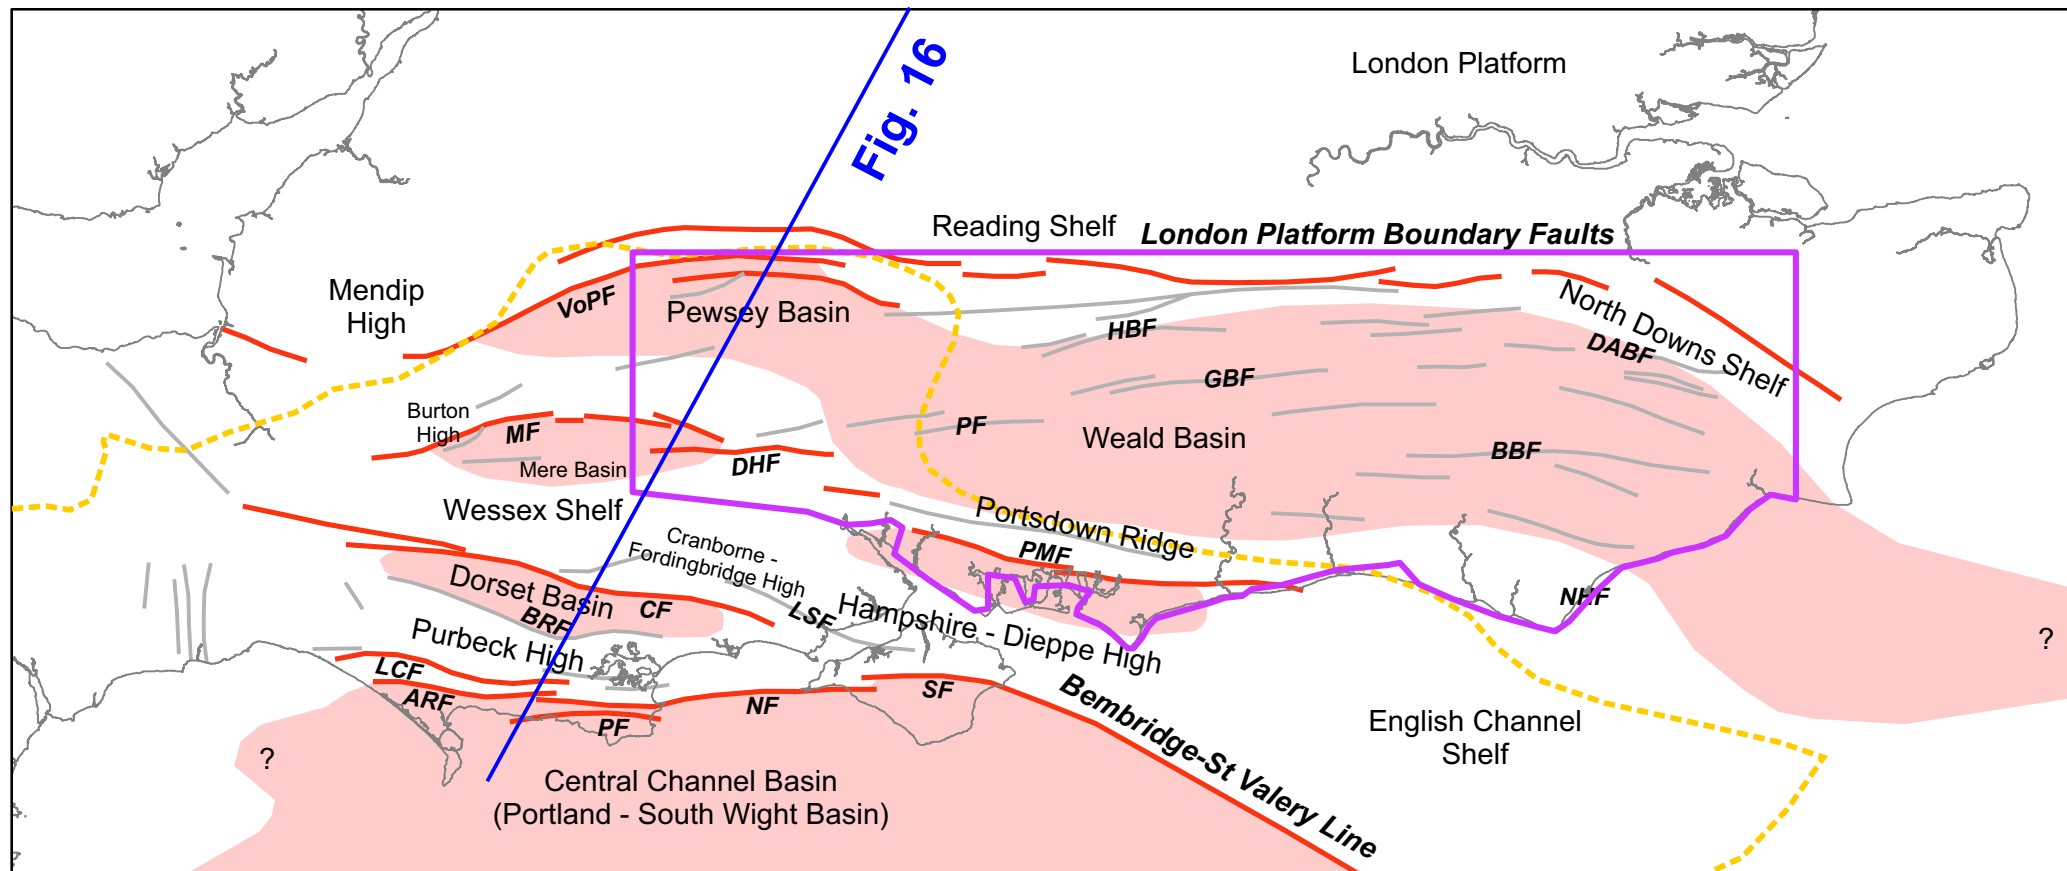 London Platform
Fig. 16
Reading Shelf
London Platform Boundary Faults
Mendip
High
VoPF
Pewsey Basin
HBF
North Downs Shelf
DABF
GBF
Burton
High
MF
PF
Weald Basin
BBF
Mere Basin
DHF
Wessex Shelf
Portsdown Ridge
Cranborne -
Fordingbridge High
PMF
Dorset Basin
CF
BRF
LSF
Hampshire - Dieppe High
NHF
Purbeck High
?
LCF
ARF
SF
NF
PF
Bembridge-St Valery Line
English Channel
Shelf
?
Central Channel Basin
(Portland - South Wight Basin)